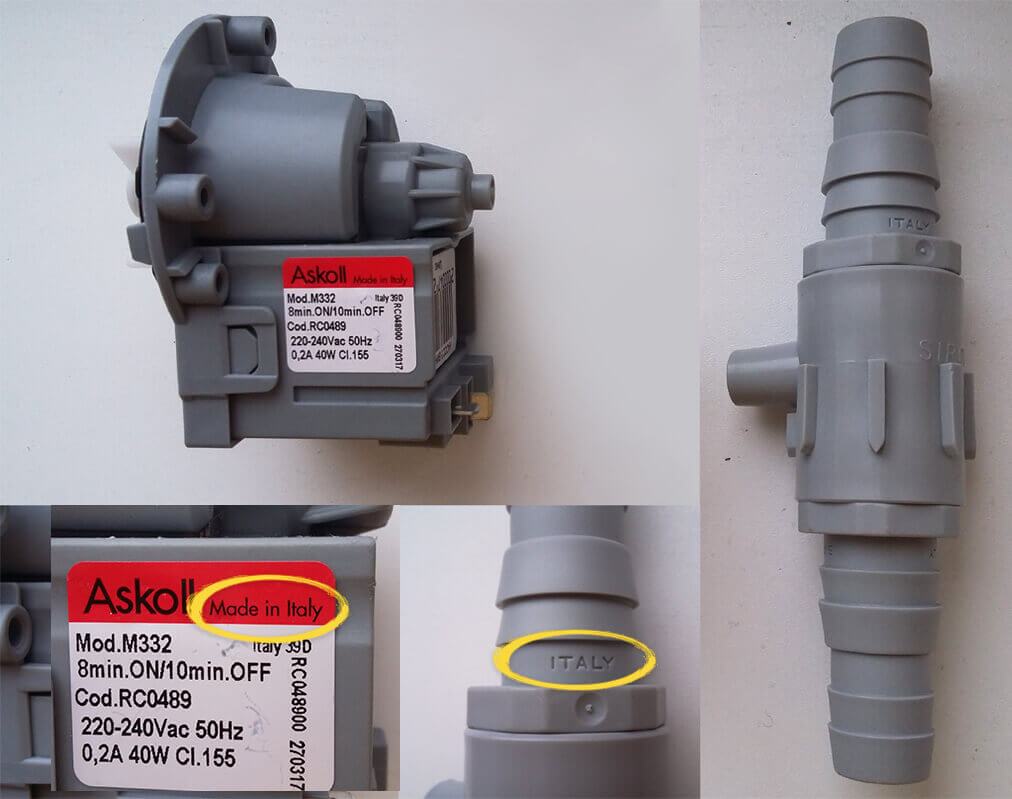 Askoll Made in Italy
Mod.M332 Italy 39D
8min.ON/10min.OFF
Cod.RC0489
220-240Vac 50Hz
0,2A 40W Cl.155
RC048900 270317
ITALY
Askoll Made in Italy
Mod.M332 Italy 39D
8min.ON/10min.OFF
Cod.RC0489
220-240Vac 50Hz
0,2A 40W Cl.155
RC048900 270317
ITALY